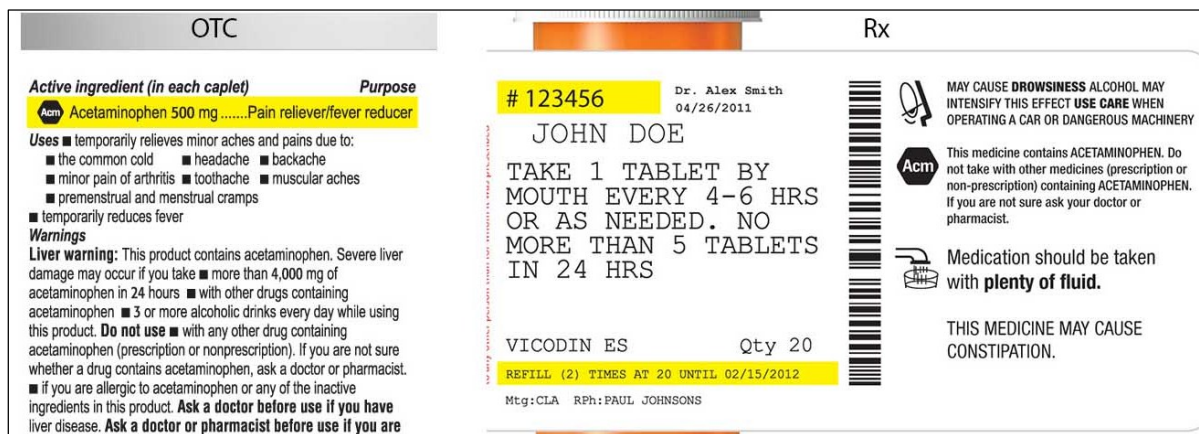 OTC
Active ingredient (in each caplet) Purpose
Acm Acetaminophen 500 mg .......Pain reliever/fever reducer
Uses ■ temporarily relieves minor aches and pains due to:
■ the common cold ■ headache ■ backache
■ minor pain of arthritis ■ toothache ■ muscular aches
■ premenstrual and menstrual cramps
■ temporarily reduces fever
Warnings
Liver warning: This product contains acetaminophen. Severe liver
damage may occur if you take ■ more than 4,000 mg of
acetaminophen in 24 hours ■ with other drugs containing
acetaminophen ■ 3 or more alcoholic drinks every day while using
this product. Do not use ■ with any other drug containing
acetaminophen (prescription or nonprescription). If you are not sure
whether a drug contains acetaminophen, ask a doctor or pharmacist.
■ if you are allergic to acetaminophen or any of the inactive
ingredients in this product. Ask a doctor before use if you have
liver disease. Ask a doctor or pharmacist before use if you are
Rx
# 123456
Dr. Alex Smith
04/26/2011
JOHN DOE
TAKE 1 TABLET BY
MOUTH EVERY 4-6 HRS
OR AS NEEDED. NO
MORE THAN 5 TABLETS
IN 24 HRS
VICODIN ES Qty 20
REFILL (2) TIMES AT 20 UNTIL 02/15/2012
Mtg:CLA RPh:PAUL JOHNSONS
MAY CAUSE DROWSINESS ALCOHOL MAY
INTENSIFY THIS EFFECT USE CARE WHEN
OPERATING A CAR OR DANGEROUS MACHINERY
Acm
This medicine contains ACETAMINOPHEN. Do
not take with other medicines (prescription or
non-prescription) containing ACETAMINOPHEN.
If you are not sure ask your doctor or
pharmacist.
Medication should be taken
with plenty of fluid.
THIS MEDICINE MAY CAUSE
CONSTIPATION.